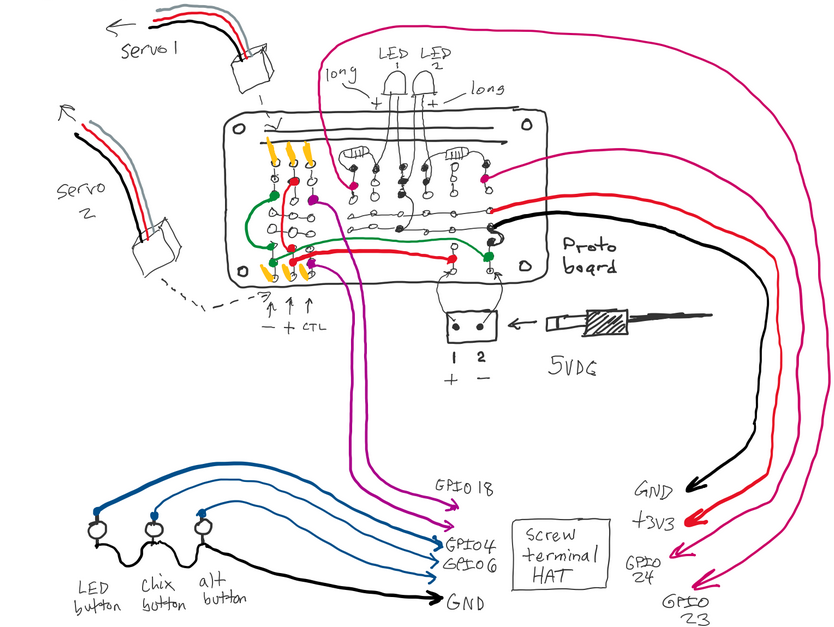 Servo 1
LED
1
LED
2
long
+
+
long
Servo
2
Proto
board
- + CTL
1 2
+ -
5VDC
GPIO 18
GPIO 4
GPIO 6
GND
Screw
terminal
HAT
GND
+3V3
GPIO
24
GPIO
23
LED
button
chix
button
alt
button